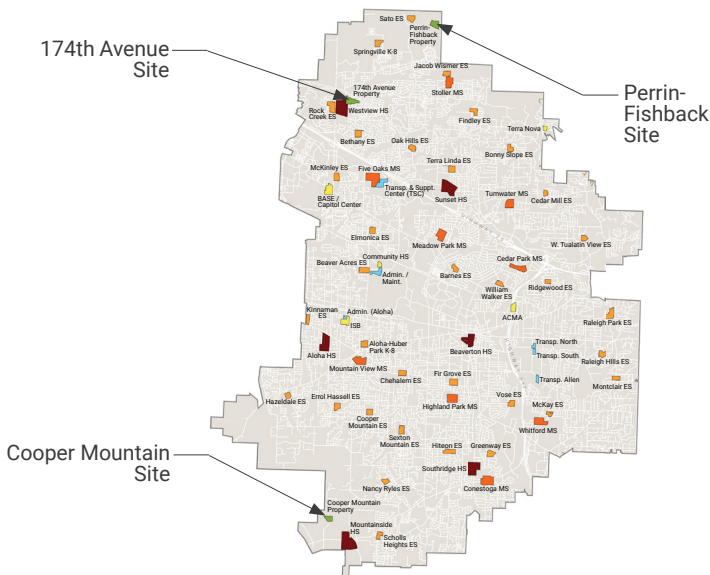 174th Avenue
Site
Perrin-
Fishback
Site
Cooper Mountain
Site
Sato ES
Perrin-
Fishback
Property
Springville K-8
Jacob Wismer ES
Stoller MS
174th Avenue
Property
Rock
Creek ES
Westview HS
Findley ES
Terra Nova
Bethany ES
Oak Hills ES
Bonny Slope ES
Terra Linda ES
McKinley ES
Five Oaks MS
Transp. & Suppt.
Center (TSC)
BASE /
Capitol Center
Sunset HS
Tumwater MS
Cedar Mill ES
Elmonica ES
Meadow Park MS
W. Tualatin View ES
Community HS
Beaver Acres ES
Admin. /
Maint.
Barnes ES
Cedar Park MS
William
Walker ES
Ridgewood ES
Kinnaman
ES
Admin. (Aloha)
ISB
ACMA
Raleigh Park ES
Aloha HS
Aloha-Huber
Park K-8
Beaverton HS
Transp. North
Transp. South
Raleigh Hills ES
Mountain View MS
Chehalem ES
Fir Grove ES
Transp. Allen
Montclair ES
Hazeldale ES
Errol Hassell ES
Cooper
Mountain ES
Highland Park MS
Vose ES
McKay ES
Whitford MS
Sexton
Mountain ES
Hiteon ES
Greenway ES
Southridge HS
Nancy Ryles ES
Conestoga MS
Cooper Mountain
Property
Mountainside
HS
Scholls
Heights ES